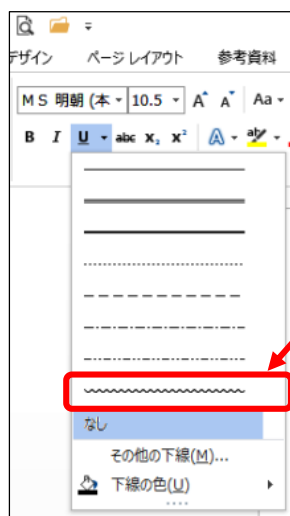 デザイン ページ レイアウト 参考資料
ＭＳ 明朝 (本 10.5 A A Aa
B I U abc x₂ x² A aby
なし
その他の下線(M)...
下線の色(U)